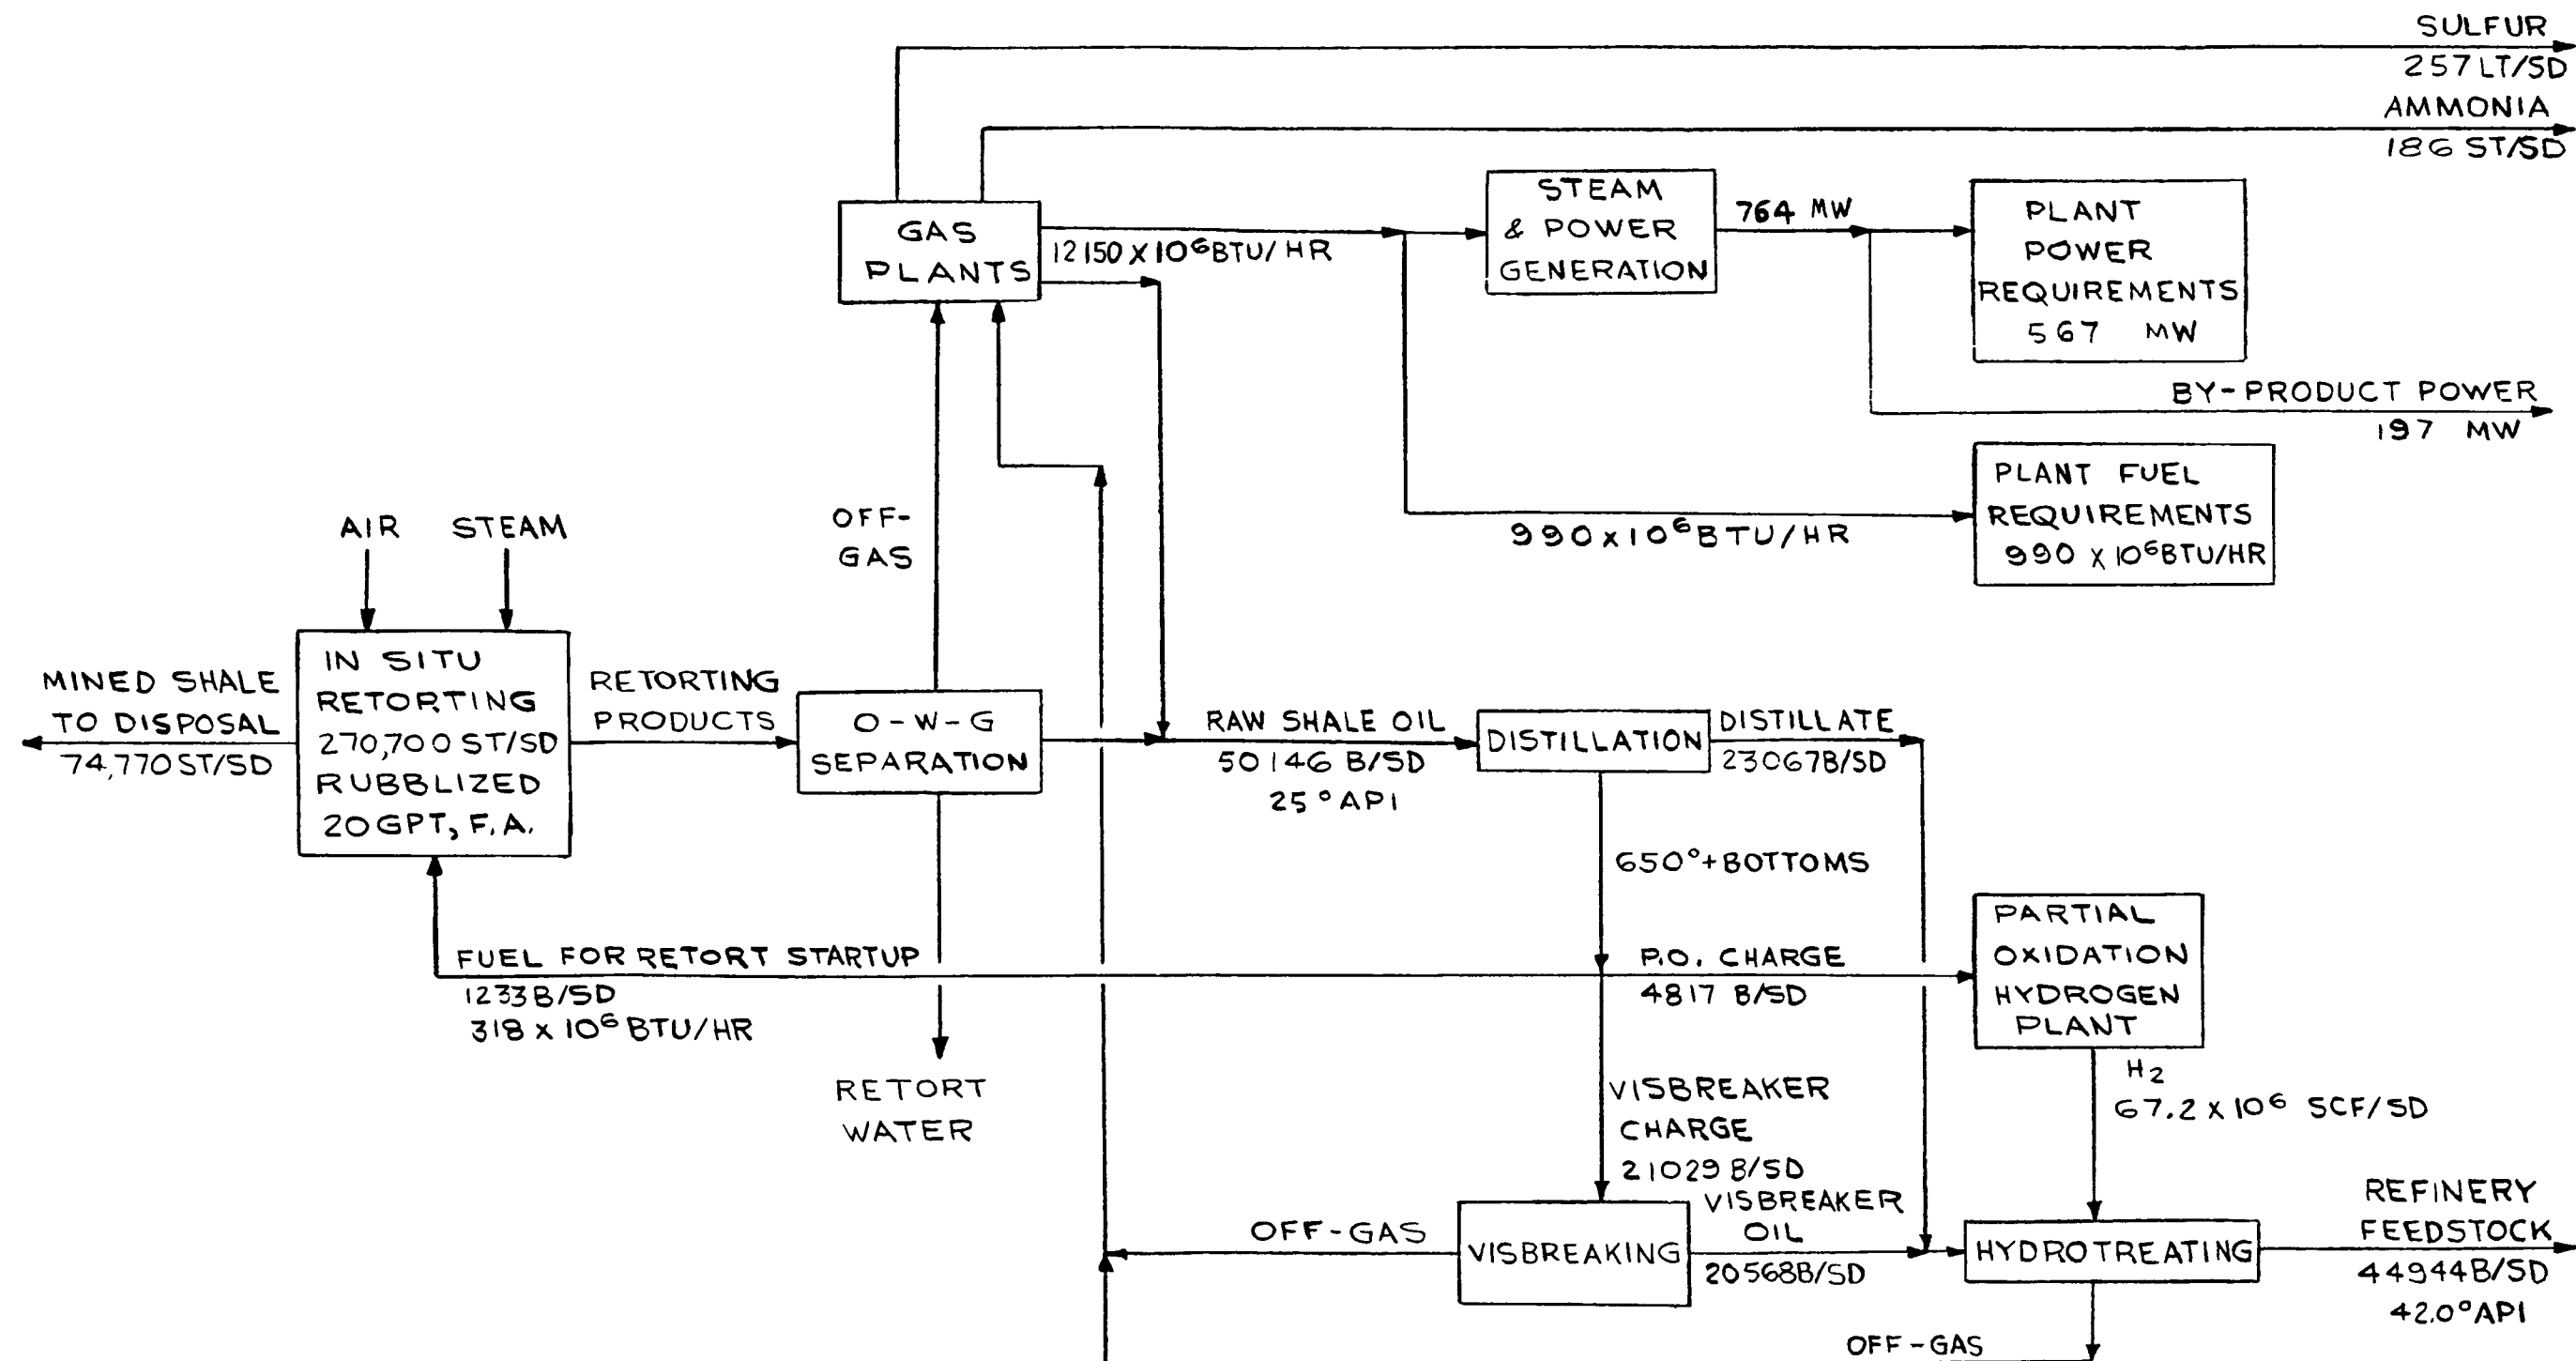 SULFUR
257 LT/SD
AMMONIA
186 ST/SD
GAS
PLANTS
12150 X 10⁶ BTU/HR
STEAM
& POWER
GENERATION
764 MW
PLANT
POWER
REQUIREMENTS
567 MW
BY-PRODUCT POWER
197 MW
PLANT FUEL
REQUIREMENTS
990 X 10⁶ BTU/HR
990 X 10⁶ BTU/HR
OFF-
GAS
AIR
STEAM
MINED SHALE
TO DISPOSAL
74,770 ST/SD
IN SITU
RETORTING
270,700 ST/SD
RUBBLIZED
20 GPT, F.A.
RETORTING
PRODUCTS
O-W-G
SEPARATION
RAW SHALE OIL
50146 B/SD
25° API
DISTILLATION
DISTILLATE
23067 B/SD
650°+ BOTTOMS
FUEL FOR RETORT STARTUP
1233 B/SD
318 X 10⁶ BTU/HR
P.O. CHARGE
4817 B/SD
PARTIAL
OXIDATION
HYDROGEN
PLANT
H₂
67.2 X 10⁶ SCF/SD
RETORT
WATER
VISBREAKER
CHARGE
21029 B/SD
OFF-GAS
VISBREAKING
VISBREAKER
OIL
20568 B/SD
HYDROTREATING
REFINERY
FEEDSTOCK
44944 B/SD
42.0° API
OFF-GAS